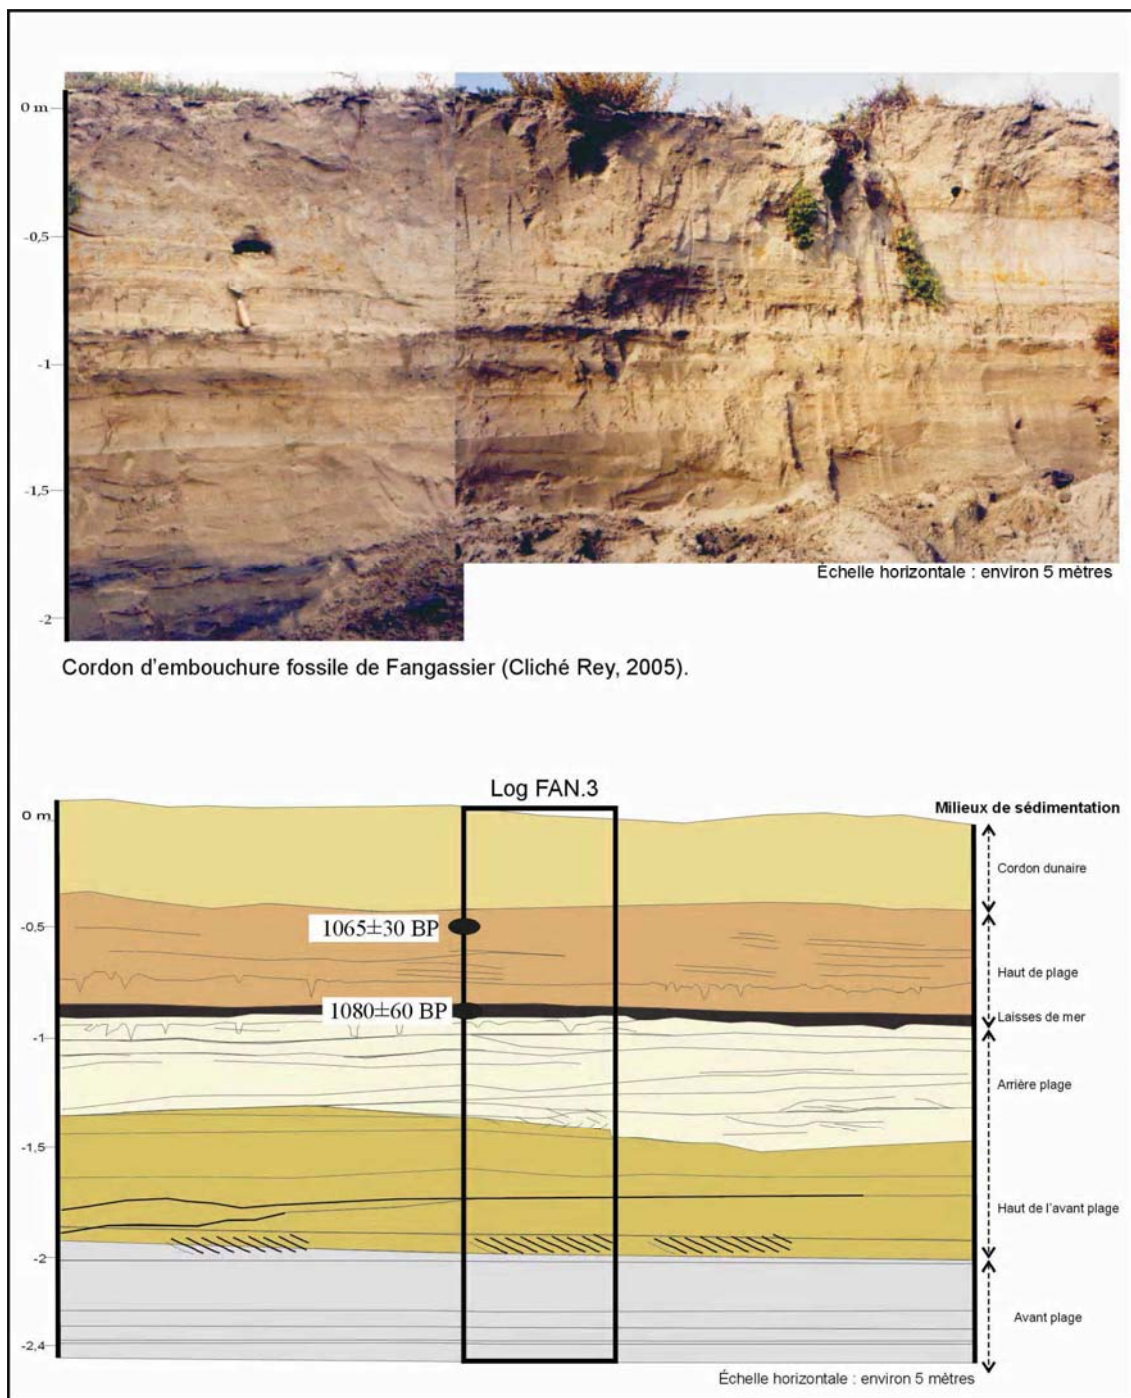 0 m
-0,5
-1
-1,5
-2
Échelle horizontale : environ 5 mètres
Cordon d'embouchure fossile de Fangassier (Cliché Rey, 2005).
Log FAN.3
Milieux de sédimentation
0 m
Cordon dunaire
-0,5
1065±30 BP
Haut de plage
1080±60 BP
Laisses de mer
-1
Arrière plage
-1,5
Haut de l'avant plage
-2
Avant plage
-2,4
Échelle horizontale : environ 5 mètres